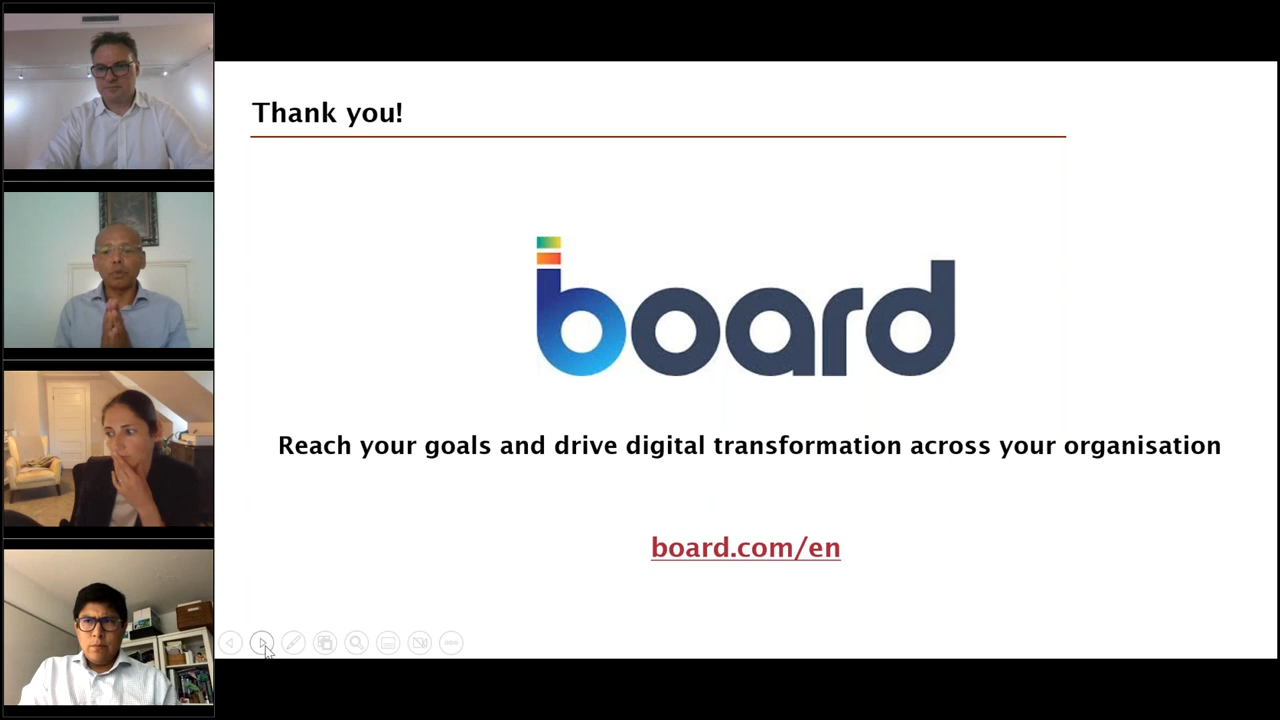 Thank you!
board
Reach your goals and drive digital transformation across your organisation
board.com/en